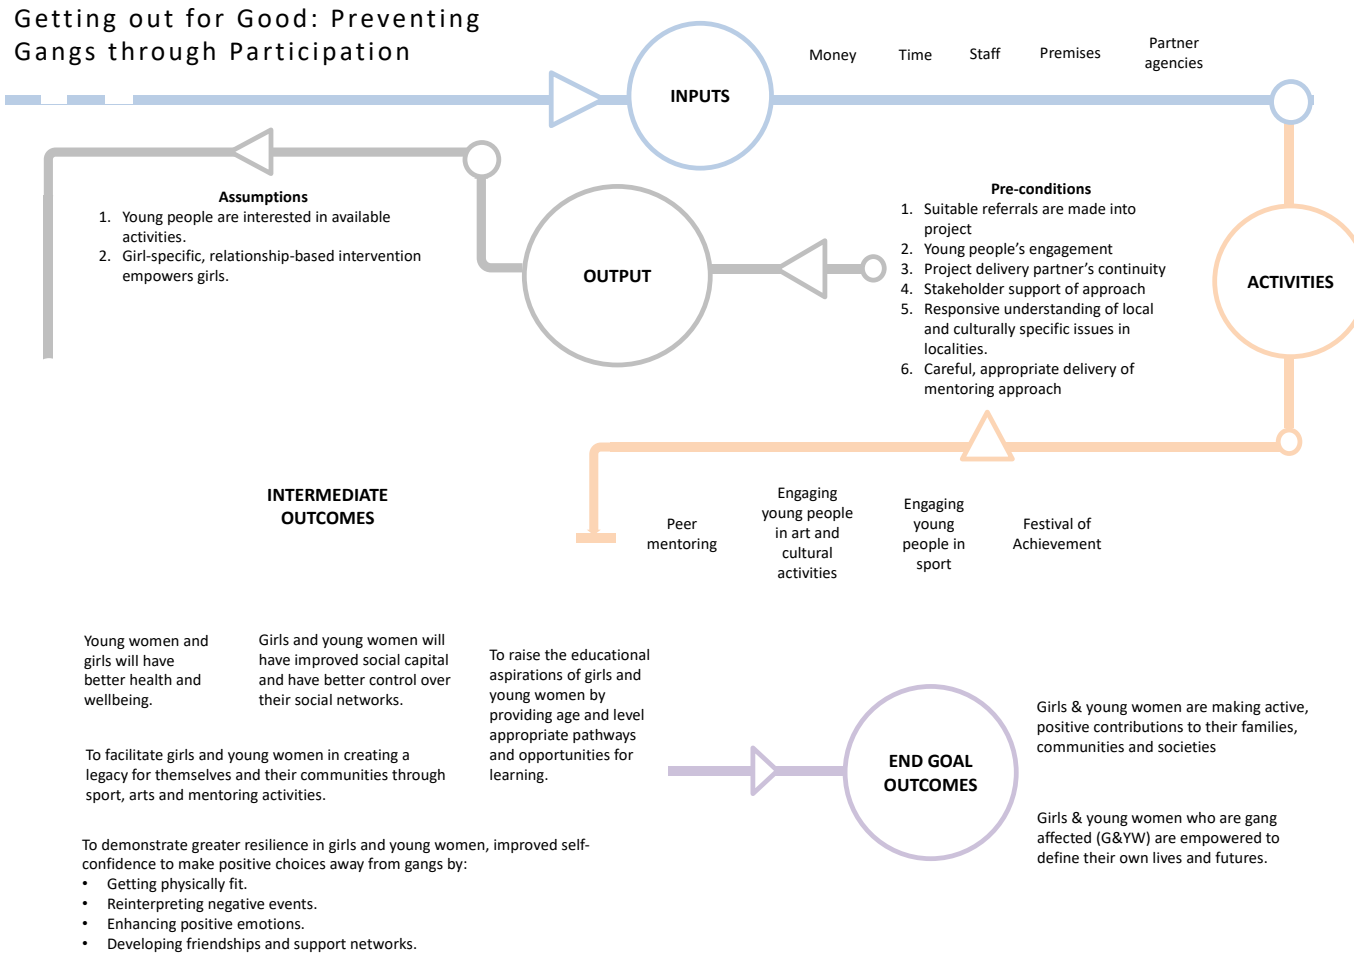 Getting out for Good: Preventing
Gangs through Participation
INPUTS
Money
Time
Staff
Premises
Partner
agencies
ACTIVITIES
Pre-conditions
1. Suitable referrals are made into
project
2. Young people’s engagement
3. Project delivery partner’s continuity
4. Stakeholder support of approach
5. Responsive understanding of local
and culturally specific issues in
localities.
6. Careful, appropriate delivery of
mentoring approach
OUTPUT
Assumptions
1. Young people are interested in available
activities.
2. Girl-specific, relationship-based intervention
empowers girls.
Peer
mentoring
Engaging
young people
in art and
cultural
activities
Engaging
young
people in
sport
Festival of
Achievement
INTERMEDIATE
OUTCOMES
Young women and
girls will have
better health and
wellbeing.
Girls and young women will
have improved social capital
and have better control over
their social networks.
To raise the educational
aspirations of girls and
young women by
providing age and level
appropriate pathways
and opportunities for
learning.
To facilitate girls and young women in creating a
legacy for themselves and their communities through
sport, arts and mentoring activities.
To demonstrate greater resilience in girls and young women, improved self-
confidence to make positive choices away from gangs by:
• Getting physically fit.
• Reinterpreting negative events.
• Enhancing positive emotions.
• Developing friendships and support networks.
END GOAL
OUTCOMES
Girls & young women are making active,
positive contributions to their families,
communities and societies
Girls & young women who are gang
affected (G&YW) are empowered to
define their own lives and futures.